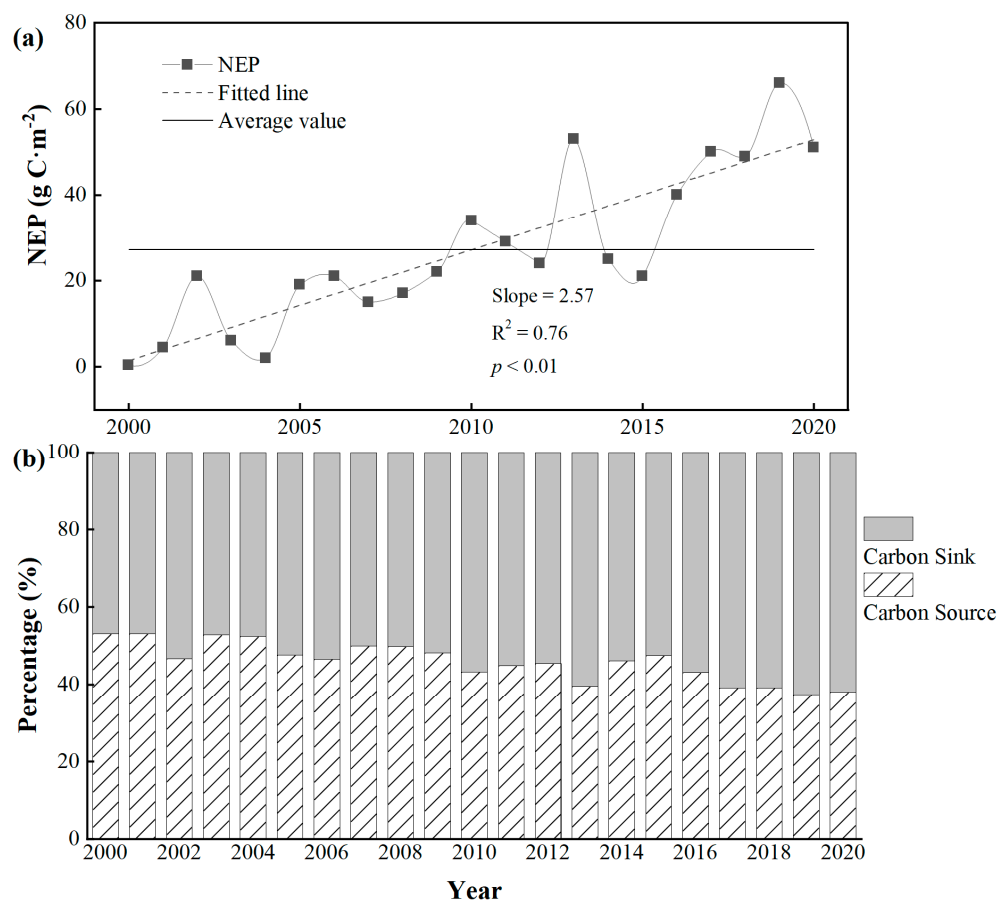 (a)
80
60
40
20
0
NEP (g C·m⁻²)
NEP
Fitted line
Average value
Slope = 2.57
R² = 0.76
p < 0.01
2000 2005 2010 2015 2020
(b)
100
80
60
40
20
0
Percentage (%)
Carbon Sink
Carbon Source
2000 2002 2004 2006 2008 2010 2012 2014 2016 2018 2020
Year